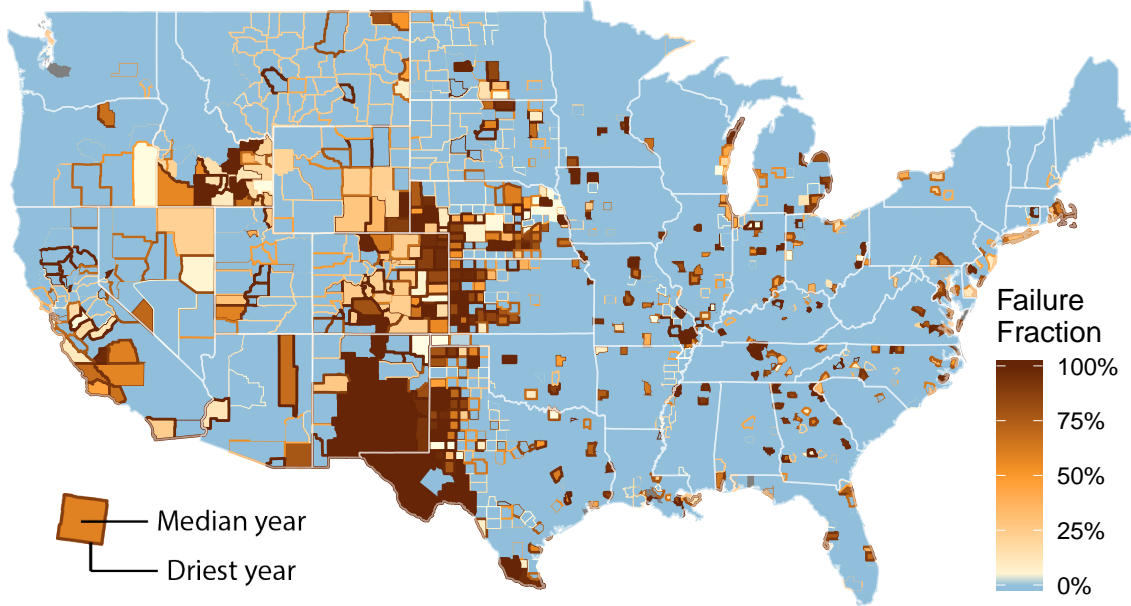 Failure
Fraction
100%
75%
50%
25%
0%
Median year
Driest year